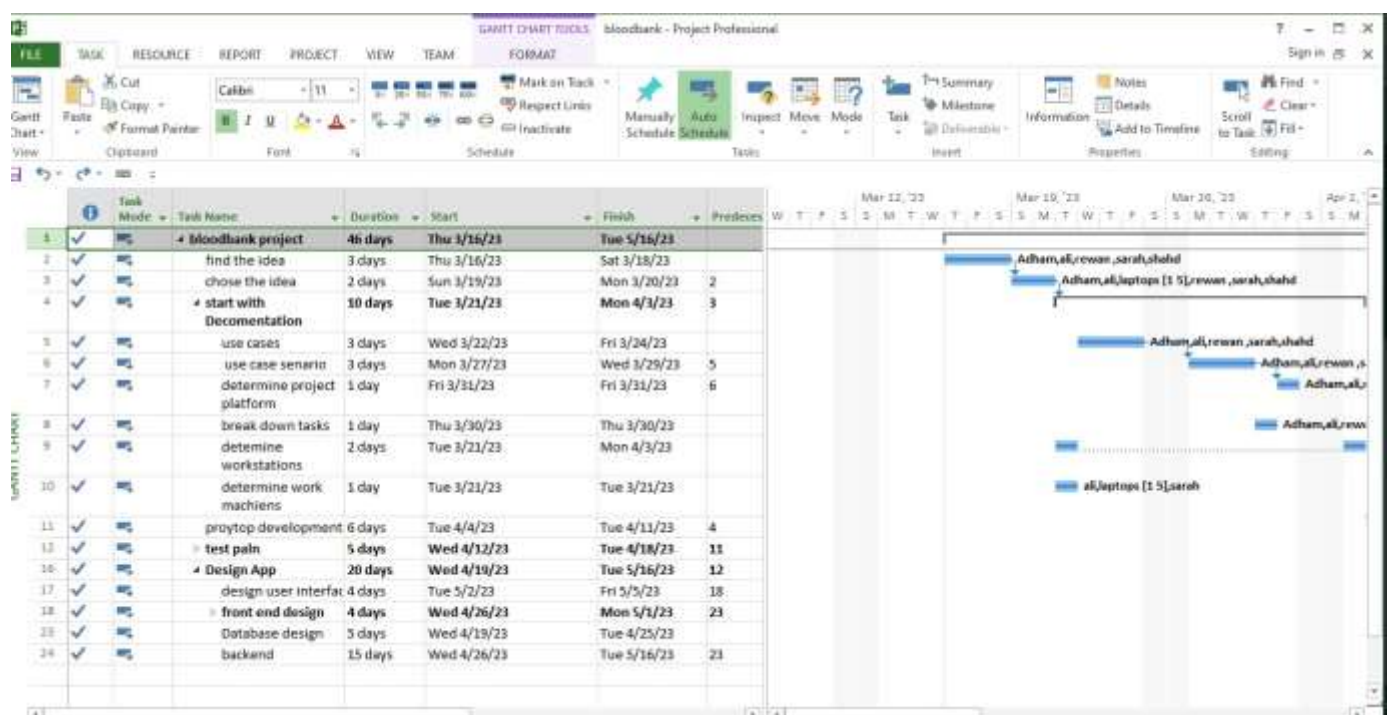 GANTT CHART TOOLS bloodbank - Project Professional
FILE TASK RESOURCE REPORT PROJECT VIEW TEAM FORMAT Sign in
Cut Mark on Track Summary Notes Find
Calibri 11
Copy Respect Links Milestone Details Clear
Gantt Chart Paste Format Painter B I U A Inactivate Manually Schedule Auto Schedule Inspect Move Mode Task Deliverable Information Add to Timeline Scroll to Task Fill
View Clipboard Font Schedule Tasks Insert Properties Editing
Mar 12, '23 Mar 19, '23 Mar 26, '23
Task Mode Task Name Duration Start Finish Predeces W T F S S M T W T F S S M T W T F S S M T W T F S S M
1 bloodbank project 46 days Thu 3/16/23 Tue 5/16/23
2 find the idea 3 days Thu 3/16/23 Sat 3/18/23 Adham,ali,rewan ,sarah,shahd
3 chose the idea 2 days Sun 3/19/23 Mon 3/20/23 2 Adham,ali,laptops [1 5],rewan ,sarah,shahd
4 start with 10 days Tue 3/21/23 Mon 4/3/23 3
Decomentation
5 use cases 3 days Wed 3/22/23 Fri 3/24/23 Adham,ali,rewan ,sarah,shahd
6 use case senario 3 days Mon 3/27/23 Wed 3/29/23 5 Adham,ali,rewan ,s
7 determine project 1 day Fri 3/31/23 Fri 3/31/23 6 Adham,ali,
platform
8 break down tasks 1 day Thu 3/30/23 Thu 3/30/23 Adham,ali,rewa
9 detemine 2 days Tue 3/21/23 Mon 4/3/23
workstations
10 determine work 1 day Tue 3/21/23 Tue 3/21/23 ali,laptops [1 5],sarah
machiens
11 proytop development 6 days Tue 4/4/23 Tue 4/11/23 4
12 test paln 5 days Wed 4/12/23 Tue 4/18/23 11
16 Design App 20 days Wed 4/19/23 Tue 5/16/23 12
17 design user interfac 4 days Tue 5/2/23 Fri 5/5/23 18
18 front end design 4 days Wed 4/26/23 Mon 5/1/23 23
23 Database design 5 days Wed 4/19/23 Tue 4/25/23
24 backend 15 days Wed 4/26/23 Tue 5/16/23 23
GANTT CHART